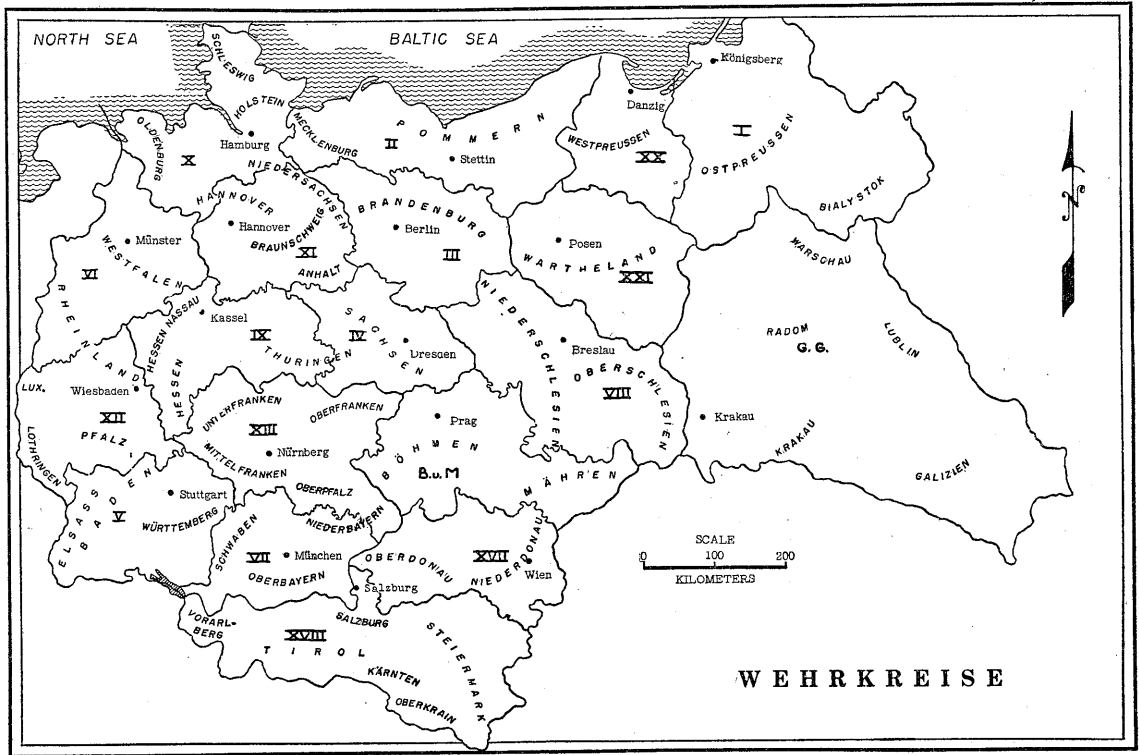 NORTH SEA
BALTIC SEA
SCHLESWIG
HOLSTEIN
Königsberg
Danzig
I
OSTPREUSSEN
BIALYSTOK
WESTPREUSSEN
XX
MECKLENBURG
POMMERN
II
Stettin
OLDENBURG
X
Hamburg
NIEDERSACHSEN
HANNOVER
Hannover
BRAUNSCHWEIG
XI
ANHALT
BRANDENBURG
Berlin
III
Posen
WARTHELAND
XXI
WARSCHAU
Münster
WESTFALEN
VI
RHEINLAND
HESSEN NASSAU
Kassel
IX
THURINGEN
HESSEN
SACHSEN
IV
Dresden
NIEDERSCHLESIEN
Breslau
OBERSCHLESIEN
VIII
RADOM
G. G.
LUBLIN
Krakau
KRAKAU
GALIZIEN
LUX.
Wiesbaden
XII
PFALZ
LOTHRINGEN
UNTERFRANKEN
OBERFRANKEN
XIII
Nürnberg
MITTELFRANKEN
OBERPFALZ
Prag
BÖHMEN
B.u.M
MÄHREN
Stuttgart
ELSASS
BADEN
V
WÜRTTEMBERG
SCHWABEN
NIEDERBAYERN
VII
München
OBERBAYERN
OBERDONAU
XVII
NIEDERDONAU
Wien
Salzburg
VORARL-
BERG
SALZBURG
XVIII
TIROL
STEIERMARK
KÄRNTEN
OBERKRAIN
N
SCALE
0 100 200
KILOMETERS
WEHRKREISE